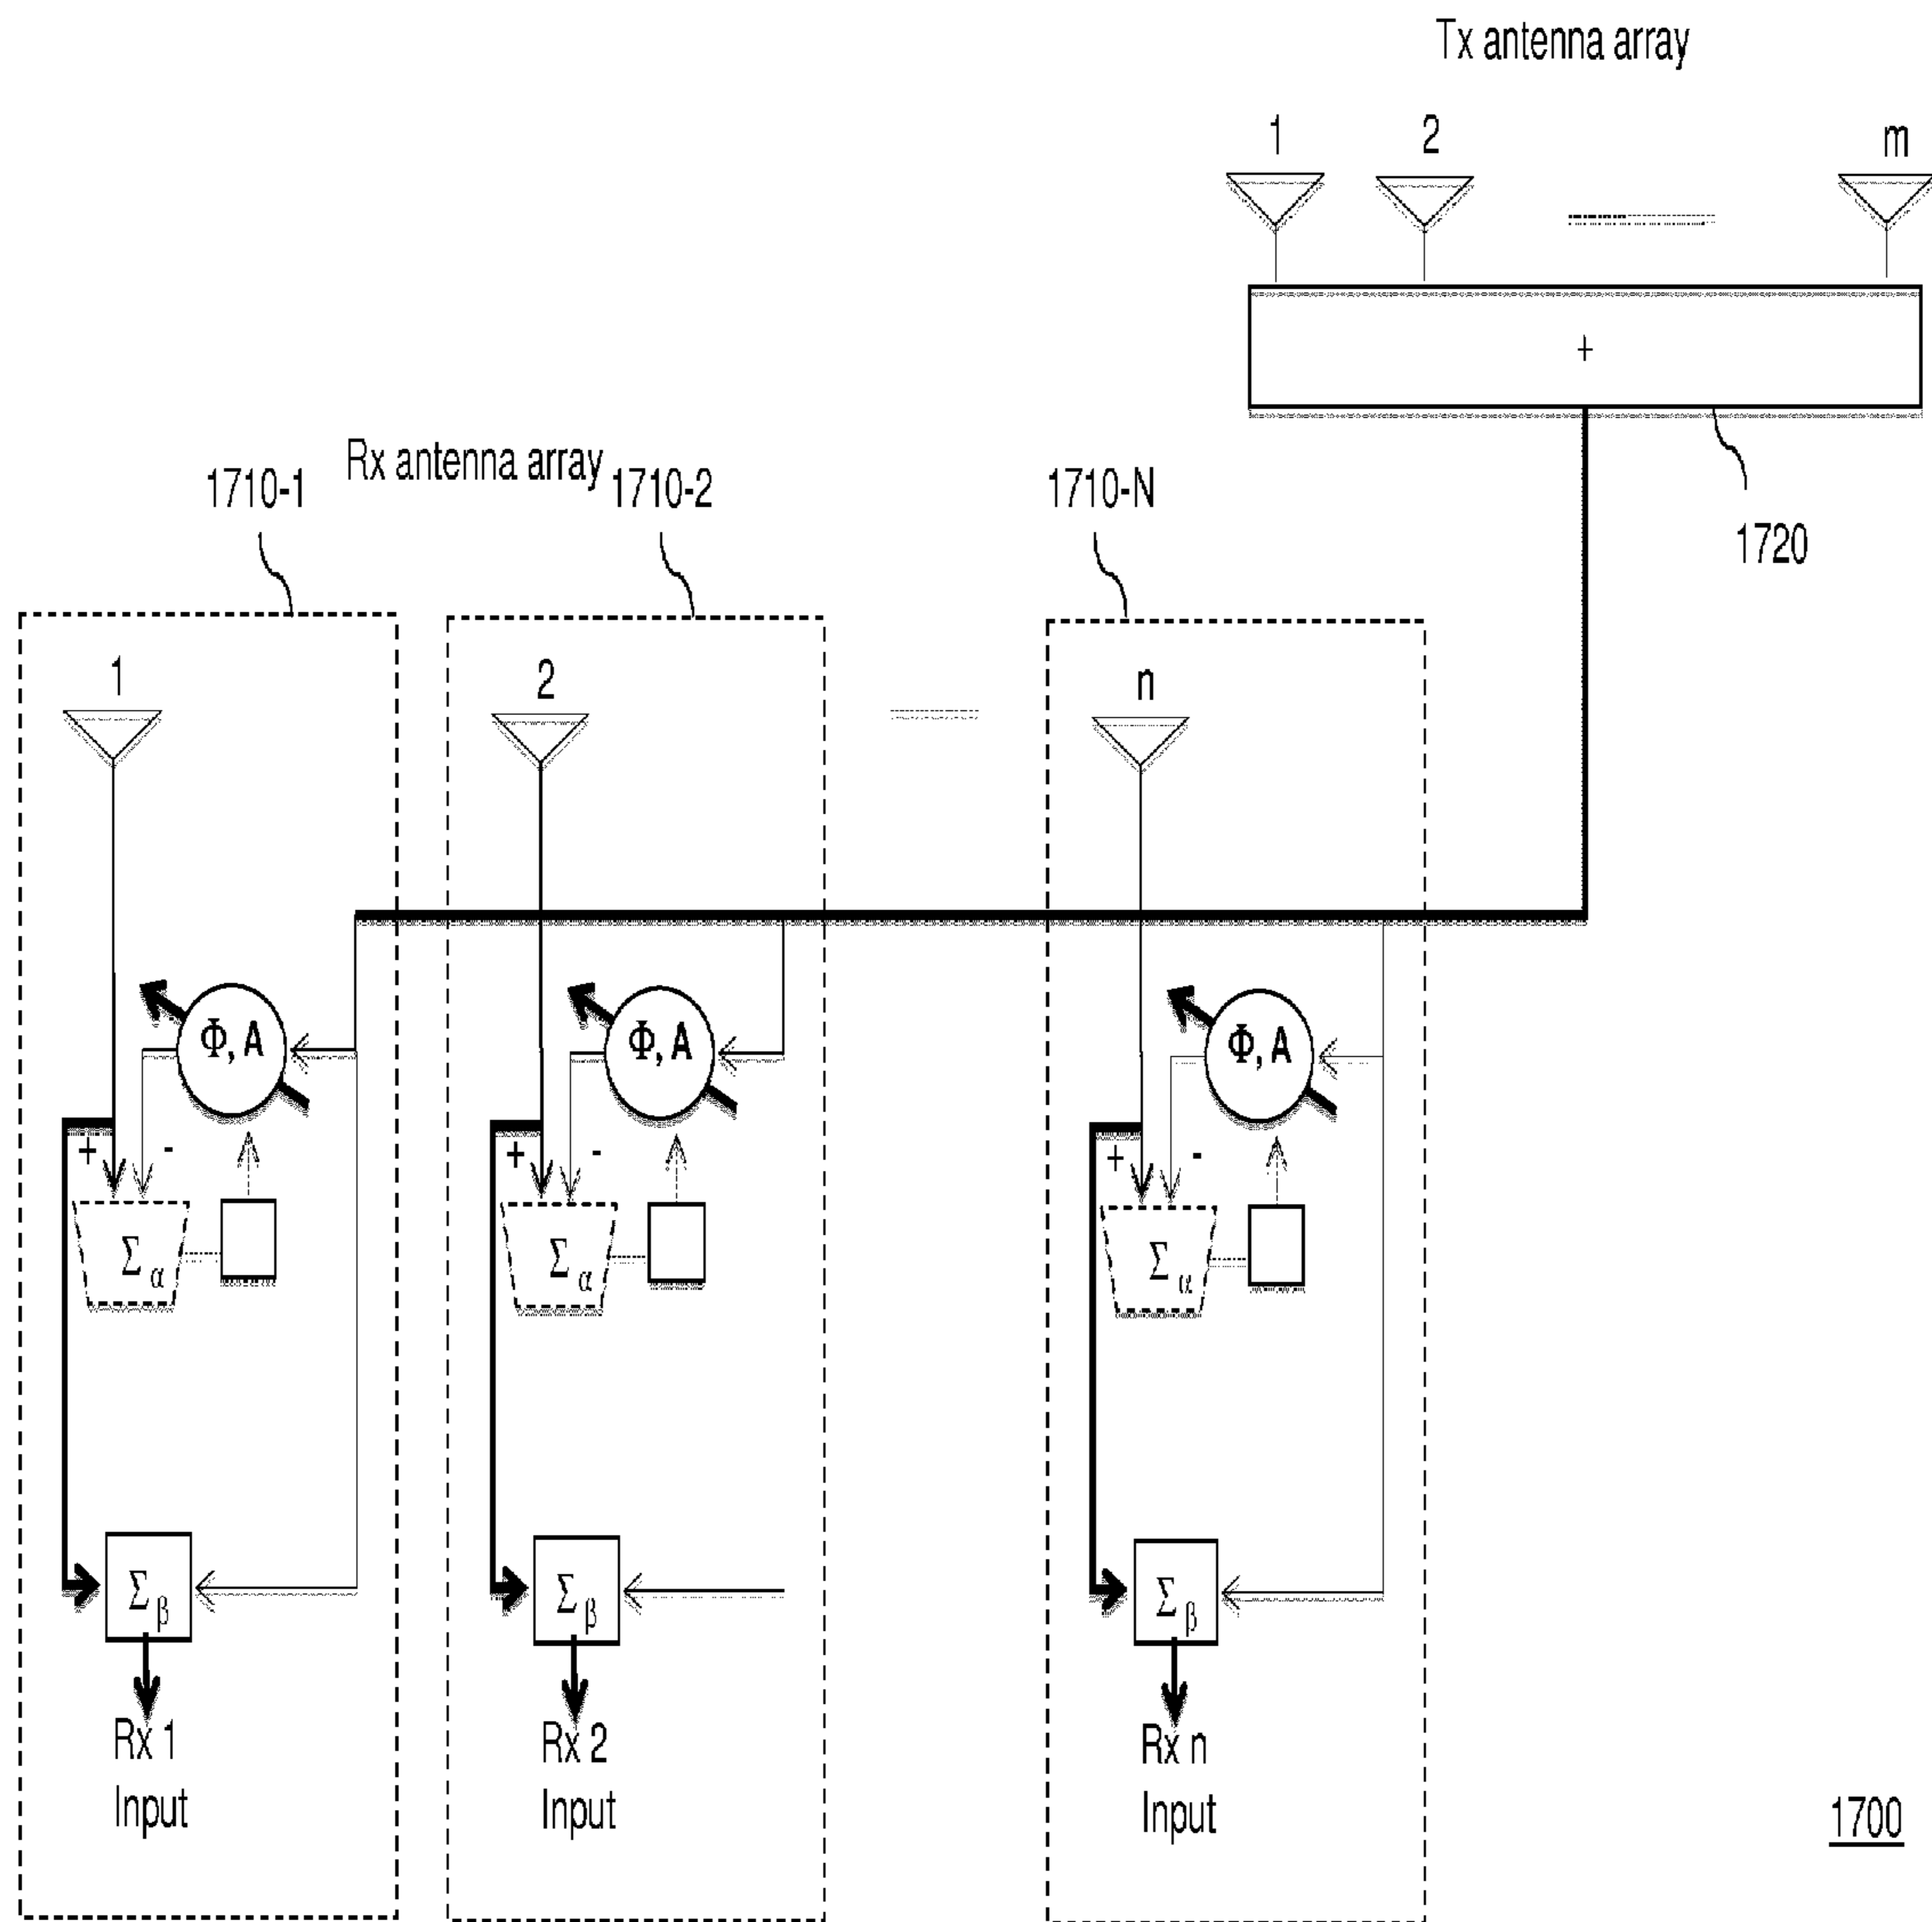 Tx antenna array
1 2 m
+
1720
Rx antenna array
1710-1 1710-2 1710-N
1 2 n
Φ, A Φ, A Φ, A
+ - + - + -
Σα Σα Σα
Σβ Σβ Σβ
Rx 1 Rx 2 Rx n
Input Input Input
1700